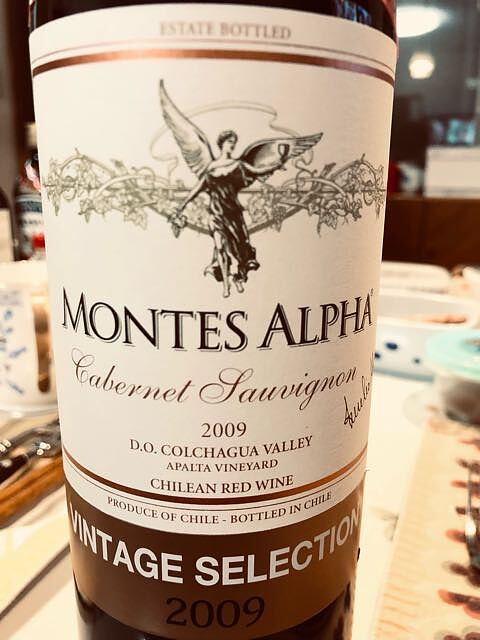 ESTATE BOTTLED
MONTES ALPHA®
Cabernet Sauvignon
2009
D.O. COLCHAGUA VALLEY
APALTA VINEYARD
CHILEAN RED WINE
PRODUCE OF CHILE - BOTTLED IN CHILE
VINTAGE SELECTION
2009